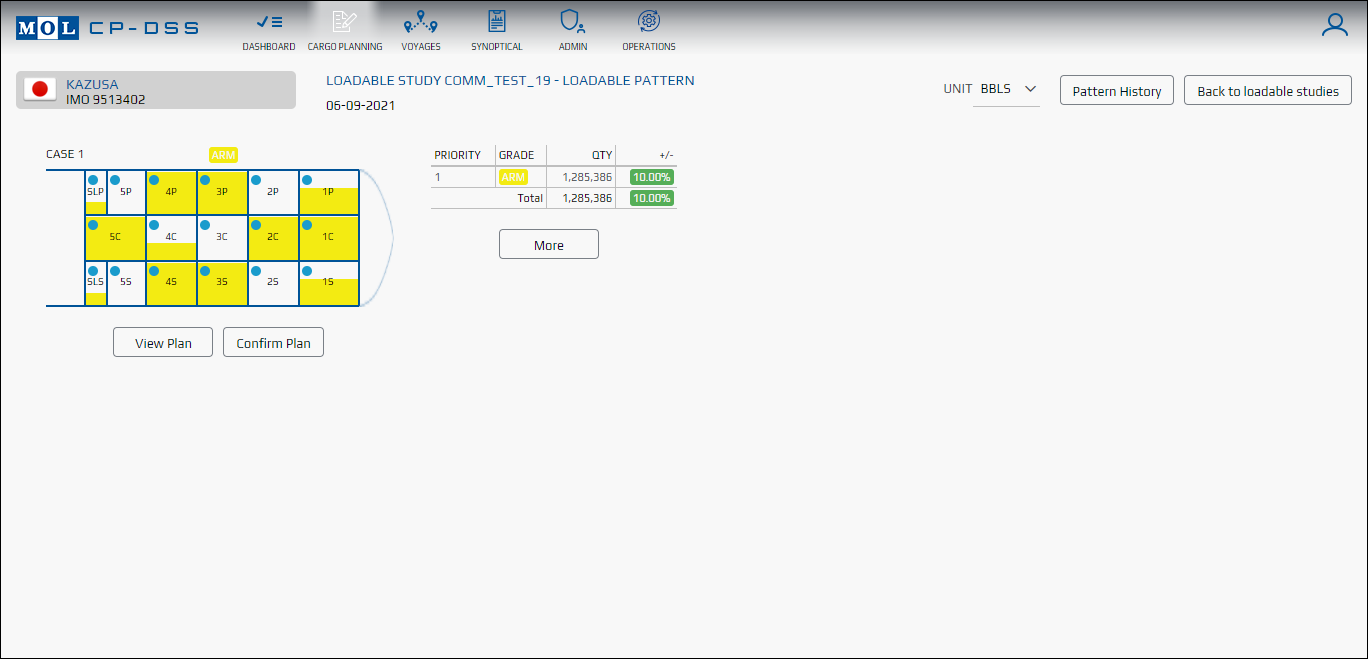 MOL CP-DSS
DASHBOARD CARGO PLANNING VOYAGES SYNOPTICAL ADMIN OPERATIONS
KAZUSA
IMO 9513402
LOADABLE STUDY COMM_TEST_19 - LOADABLE PATTERN
06-09-2021
UNIT BBLS
Pattern History
Back to loadable studies
CASE 1 ARM
SLP 5P 4P 3P 2P 1P
5C 4C 3C 2C 1C
SLS 5S 4S 3S 2S 1S
View Plan Confirm Plan
PRIORITY GRADE QTY +/-
1 ARM 1,285,386 10.00%
Total 1,285,386 10.00%
More